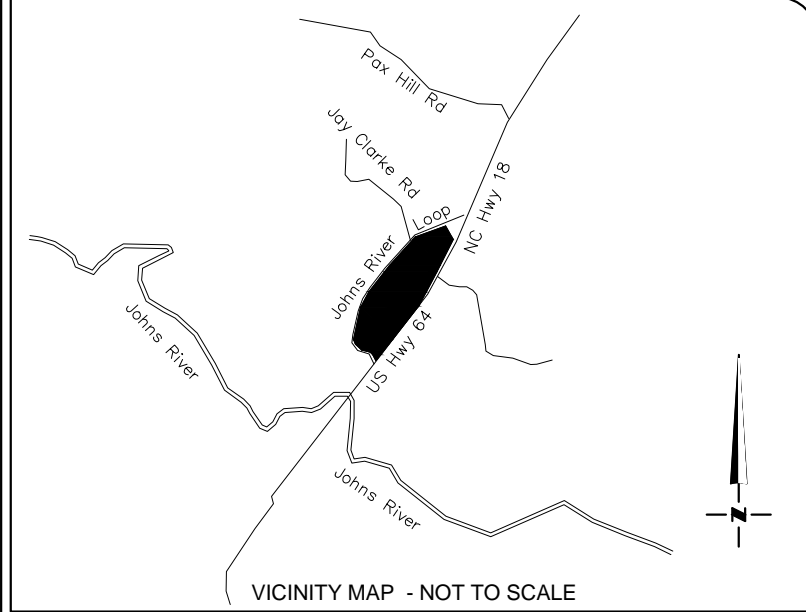 Pax Hill Rd
Jay Clarke Rd
Loop
NC Hwy 18
Johns River
US Hwy 64
Johns River
Johns River
N
VICINITY MAP - NOT TO SCALE